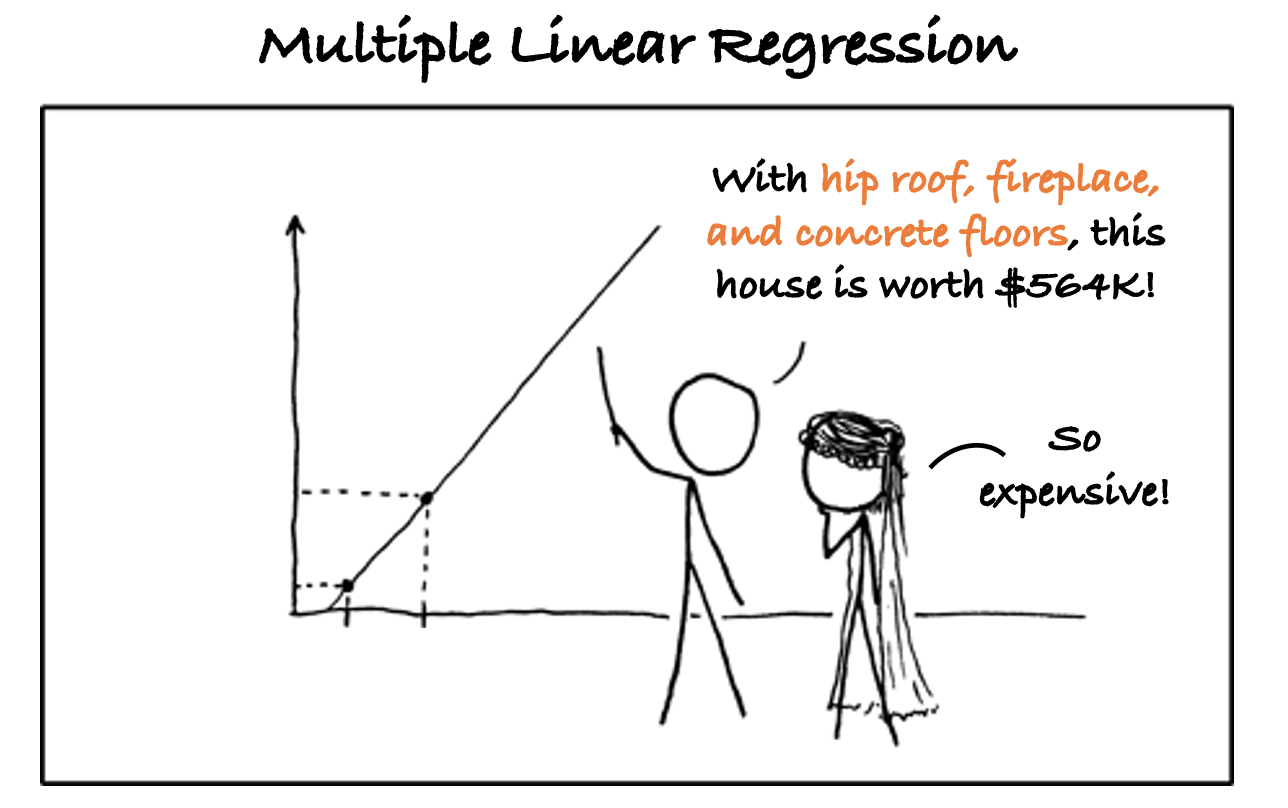 Multiple Linear Regression
With hip roof, fireplace,
and concrete floors, this
house is worth $564K!
So
expensive!